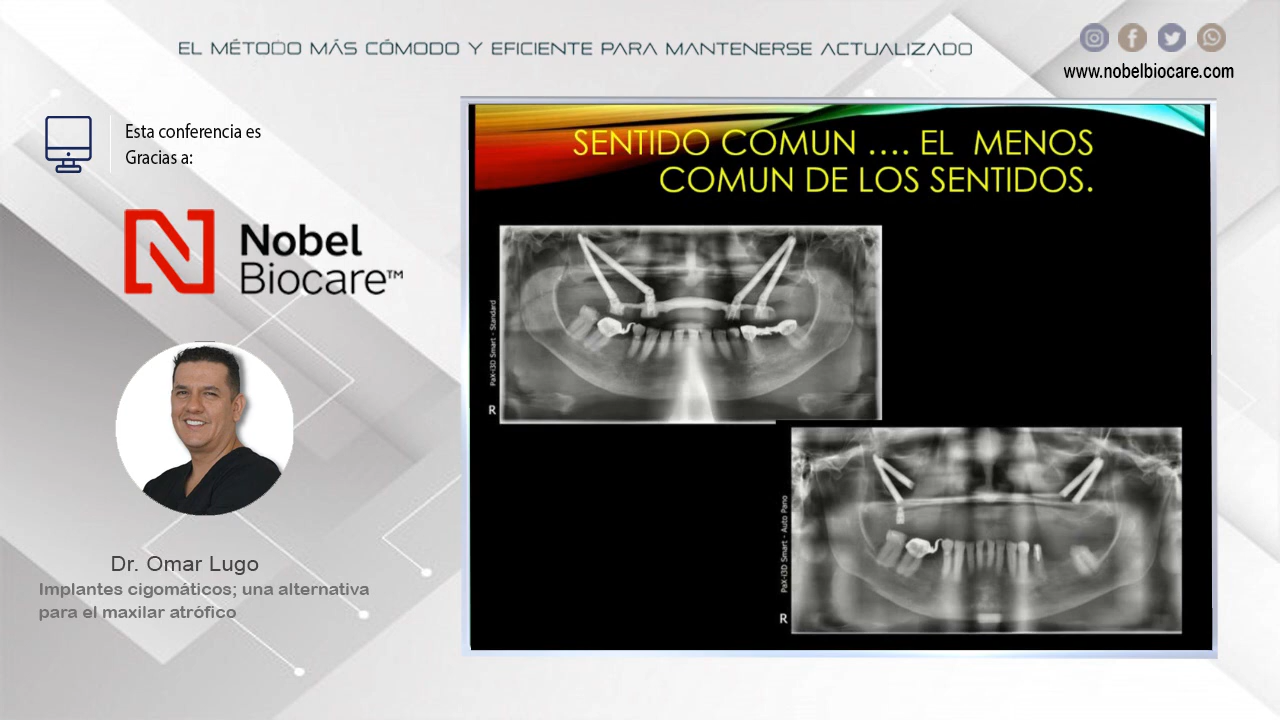 EL MÉTODO MÁS CÓMODO Y EFICIENTE PARA MANTENERSE ACTUALIZADO
www.nobelbiocare.com
Esta conferencia es
Gracias a:
Nobel
Biocare™
Dr. Omar Lugo
Implantes cigomáticos; una alternativa
para el maxilar atrófico
SENTIDO COMUN .... EL MENOS
COMUN DE LOS SENTIDOS.
PaX-i3D Smart - Standard
R
PaX-i3D Smart - Auto Pano
R